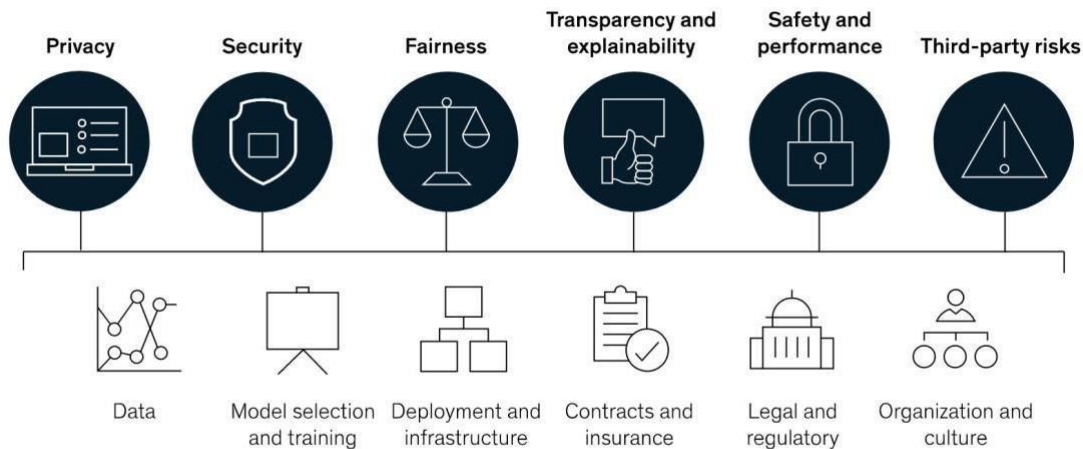 Privacy
Security
Fairness
Transparency and
explainability
Safety and
performance
Third-party risks
Data
Model selection
and training
Deployment and
infrastructure
Contracts and
insurance
Legal and
regulatory
Organization and
culture